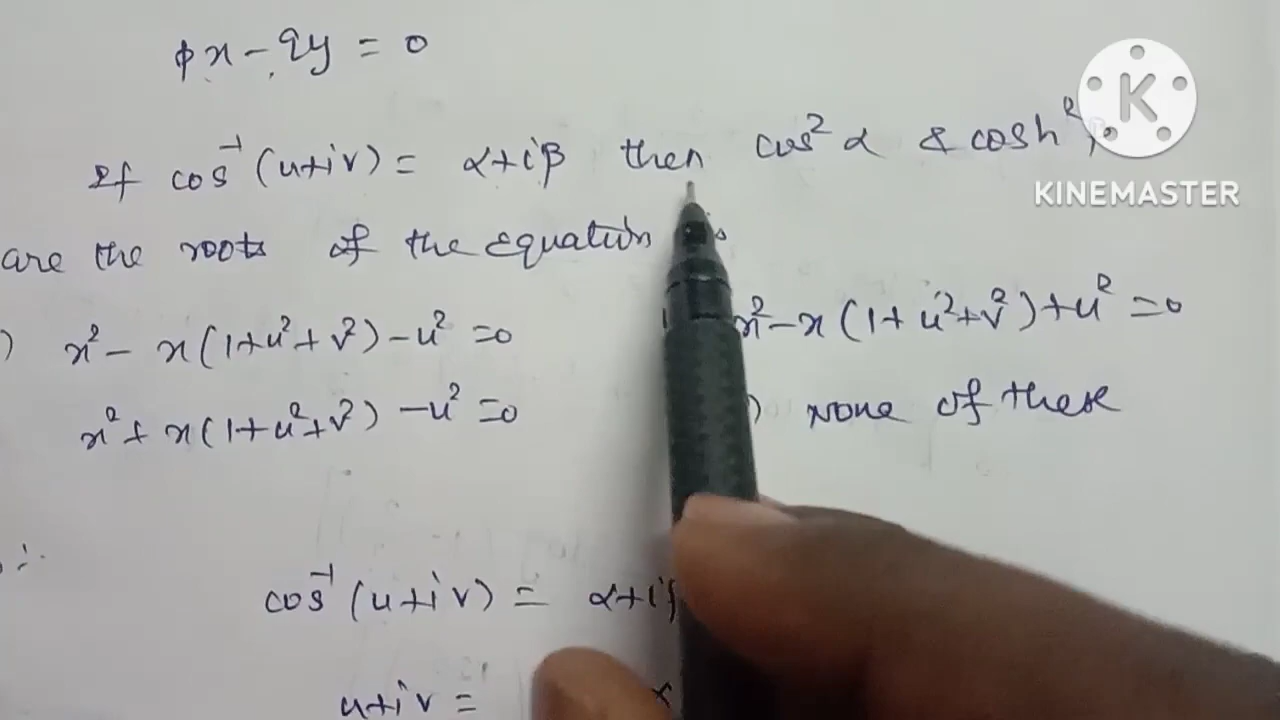 px - qy = 0
If cos⁻¹(u+iv) = α+iβ then cos² α & cosh²
K
KINEMASTER
are the roots of the Equation is
) x² - x(1+u²+v²) - u² = 0
x² - x(1+u²+v²) + u² = 0
x² + x(1+u²+v²) - u² = 0
) None of these
cos⁻¹(u+iv) = α+i
u+iv =